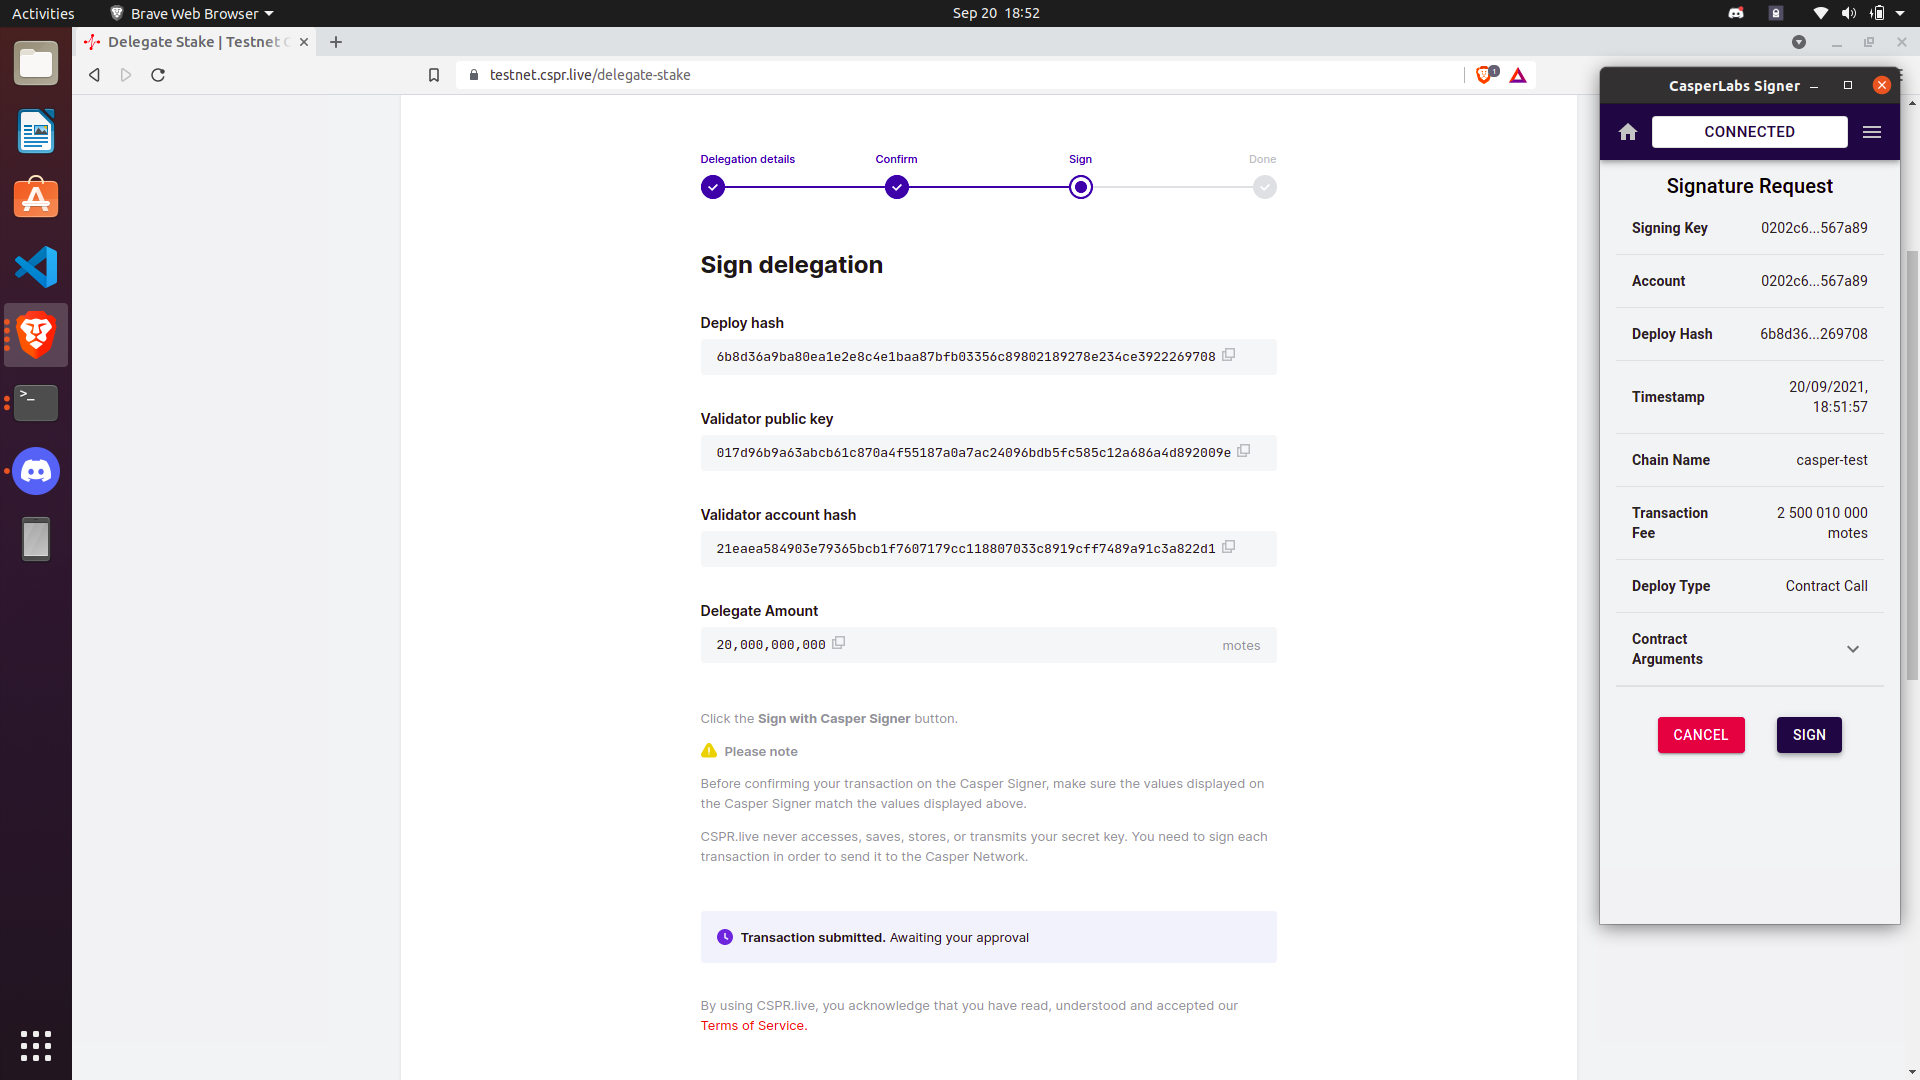 Activities
Brave Web Browser
Sep 20 18:52
Delegate Stake | Testnet C
testnet.cspr.live/delegate-stake
1
Delegation details
Confirm
Sign
Done
Sign delegation
Deploy hash
6b8d36a9ba80ea1e2e8c4e1baa87bfb03356c89802189278e234ce3922269708
Validator public key
017d96b9a63abcb61c870a4f55187a0a7ac24096bdb5fc585c12a686a4d892009e
Validator account hash
21eaea584903e79365bcb1f7607179cc118807033c8919cff7489a91c3a822d1
Delegate Amount
20,000,000,000
motes
Click the Sign with Casper Signer button.
Please note
Before confirming your transaction on the Casper Signer, make sure the values displayed on
the Casper Signer match the values displayed above.
CSPR.live never accesses, saves, stores, or transmits your secret key. You need to sign each
transaction in order to send it to the Casper Network.
Transaction submitted. Awaiting your approval
By using CSPR.live, you acknowledge that you have read, understood and accepted our
Terms of Service.
CasperLabs Signer
CONNECTED
Signature Request
Signing Key
0202c6...567a89
Account
0202c6...567a89
Deploy Hash
6b8d36...269708
Timestamp
20/09/2021,
18:51:57
Chain Name
casper-test
Transaction
Fee
2 500 010 000
motes
Deploy Type
Contract Call
Contract
Arguments
CANCEL
SIGN